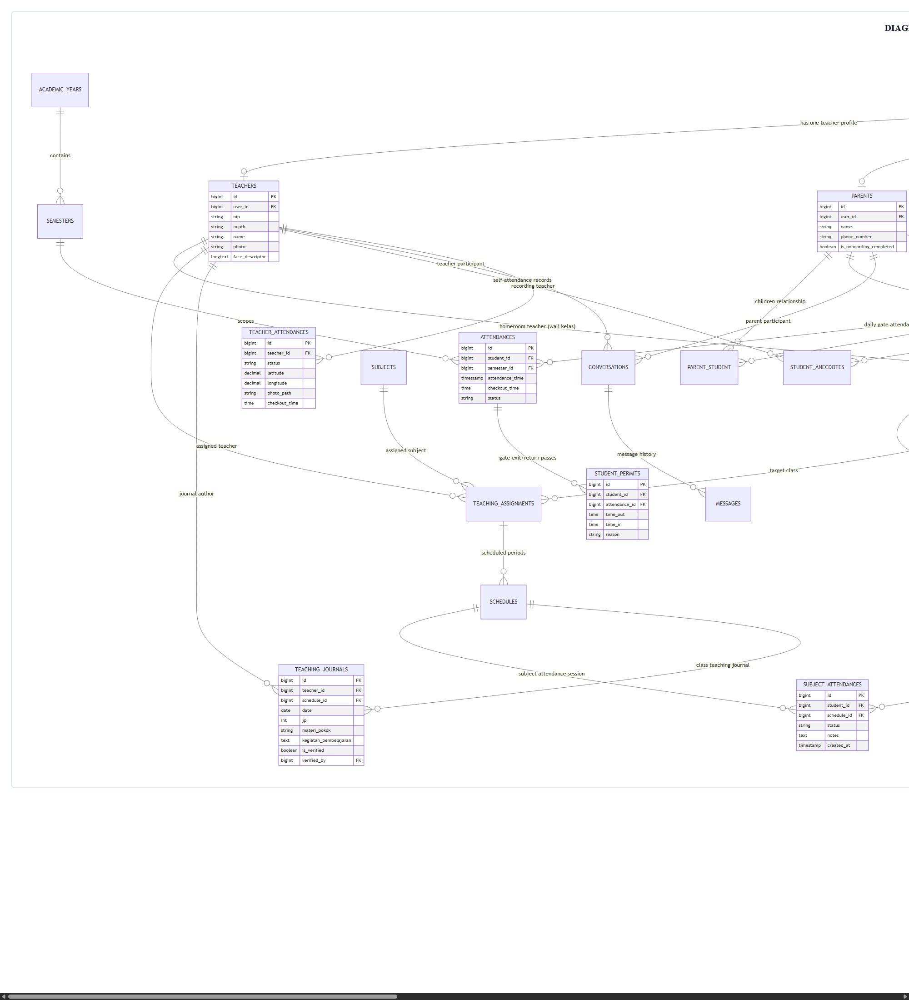 DIAG
ACADEMIC_YEARS
has one teacher profile
contains
TEACHERS
bigint id PK
bigint user_id FK
string nip
string nuptk
string name
string photo
longtext face_descriptor
PARENTS
bigint id PK
bigint user_id FK
string name
string phone_number
boolean is_onboarding_completed
SEMESTERS
teacher participant
self-attendance records
recording teacher
children relationship
scopes
parent participant
homeroom teacher (wali kelas)
daily gate attenda
TEACHER_ATTENDANCES
bigint id PK
bigint teacher_id FK
string status
decimal latitude
decimal longitude
string photo_path
time checkout_time
SUBJECTS
ATTENDANCES
bigint id PK
bigint student_id FK
bigint semester_id FK
timestamp attendance_time
time checkout_time
string status
CONVERSATIONS
PARENT_STUDENT
STUDENT_ANECDOTES
assigned teacher
assigned subject
gate exit/return passes
message history
target class
journal author
TEACHING_ASSIGNMENTS
STUDENT_PERMITS
bigint id PK
bigint student_id FK
bigint attendance_id FK
time time_out
time time_in
string reason
MESSAGES
scheduled periods
SCHEDULES
class teaching journal
subject attendance session
TEACHING_JOURNALS
bigint id PK
bigint teacher_id FK
bigint schedule_id FK
date date
int jp
string materi_pokok
text kegiatan_pembelajaran
boolean is_verified
bigint verified_by FK
SUBJECT_ATTENDANCES
bigint id PK
bigint student_id FK
bigint schedule_id FK
string status
text notes
timestamp created_at